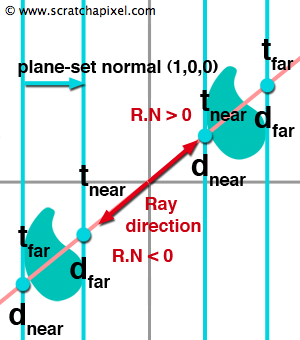 © www.scratchapixel.com
t far
plane-set normal (1,0,0)
t near
R.N > 0
d far
d near
t near
Ray
direction
t far
R.N < 0
d far
d near